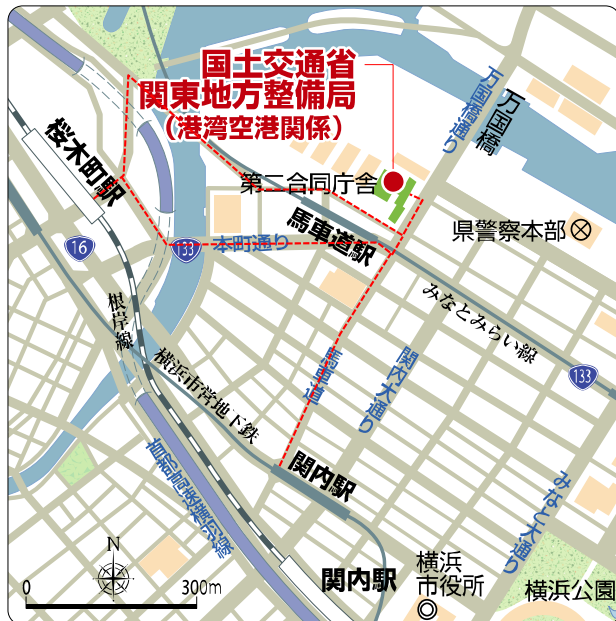 国土交通省
関東地方整備局
（港湾空港関係）
万国橋通り
万国橋
桜木町駅
第二合同庁舎
馬車道駅
県警察本部
16
133
本町通り
みなとみらい線
根岸線
横浜市営地下鉄
馬車道
関内大通り
133
首都高速横羽線
関内駅
みなと大通り
N
0 300m
関内駅
横浜
市役所
横浜公園